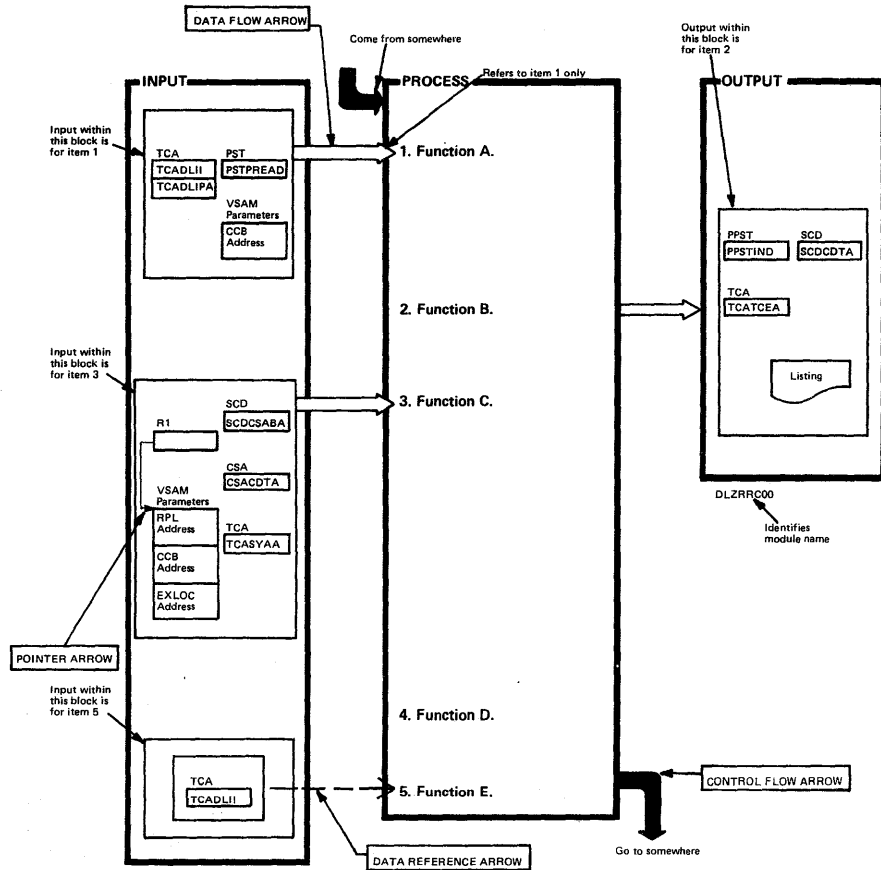 DATA FLOW ARROW
Come from somewhere
Output within
this block is
for item 2
INPUT
PROCESS
Refers to item 1 only
OUTPUT
Input within
this block is
for item 1
TCA
TCADLII
TCADLIPA
PST
PSTPREAD
VSAM
Parameters
CCB
Address
1. Function A.
PPST
PPSTIND
SCD
SCDCDTA
TCA
TCATCEA
Listing
2. Function B.
Input within
this block is
for item 3
R1
SCD
SCDCSABA
3. Function C.
CSA
CSACDTA
VSAM
Parameters
RPL
Address
CCB
Address
EXLOC
Address
TCA
TCASYAA
DLZRRC00
Identifies
module name
POINTER ARROW
Input within
this block is
for item 5
4. Function D.
TCA
TCADLII
5. Function E.
CONTROL FLOW ARROW
Go to somewhere
DATA REFERENCE ARROW